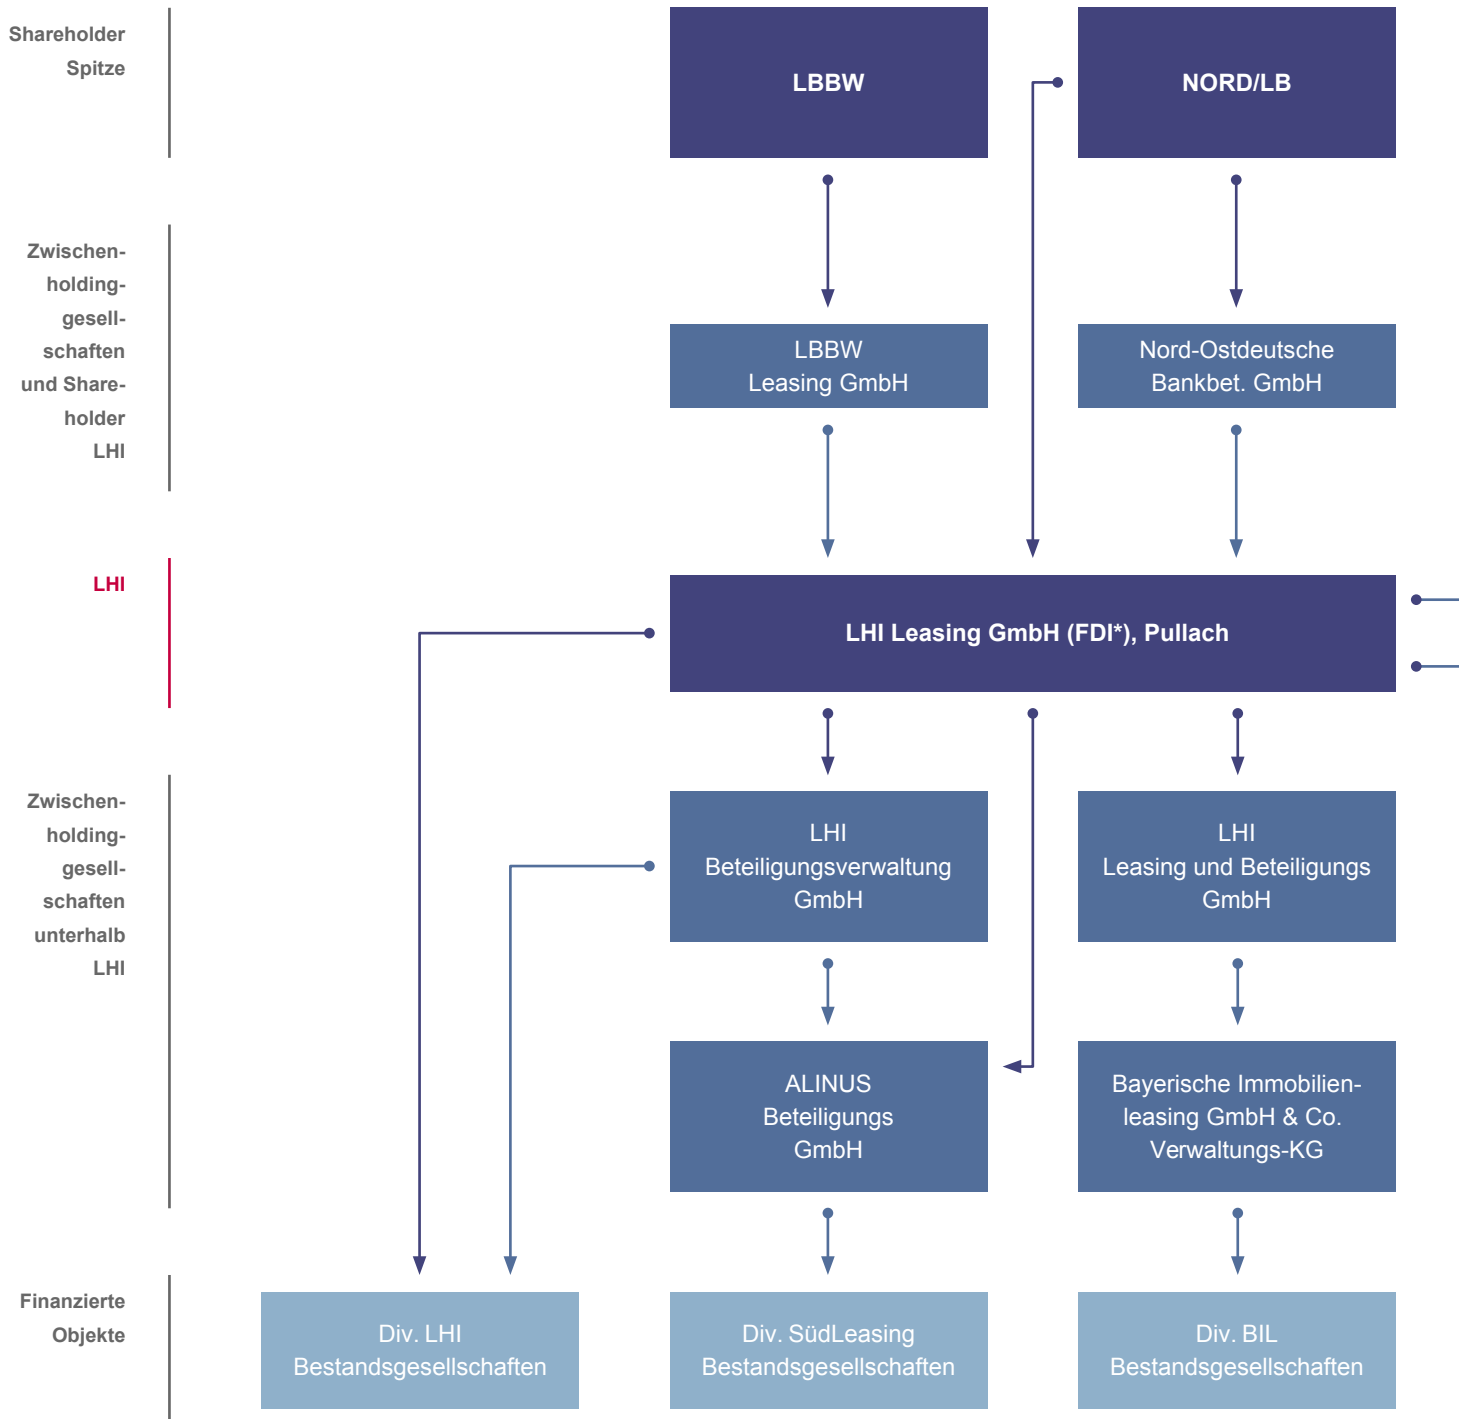 Shareholder
Spitze
LBBW
NORD/LB
Zwischen-
holding-
gesell-
schaften
und Share-
holder
LHI
LBBW
Leasing GmbH
Nord-Ostdeutsche
Bankbet. GmbH
LHI
LHI Leasing GmbH (FDI*), Pullach
Zwischen-
holding-
gesell-
schaften
unterhalb
LHI
LHI
Beteiligungsverwaltung
GmbH
LHI
Leasing und Beteiligungs
GmbH
ALINUS
Beteiligungs
GmbH
Bayerische Immobilien-
leasing GmbH & Co.
Verwaltungs-KG
Finanzierte
Objekte
Div. LHI
Bestandsgesellschaften
Div. SüdLeasing
Bestandsgesellschaften
Div. BIL
Bestandsgesellschaften